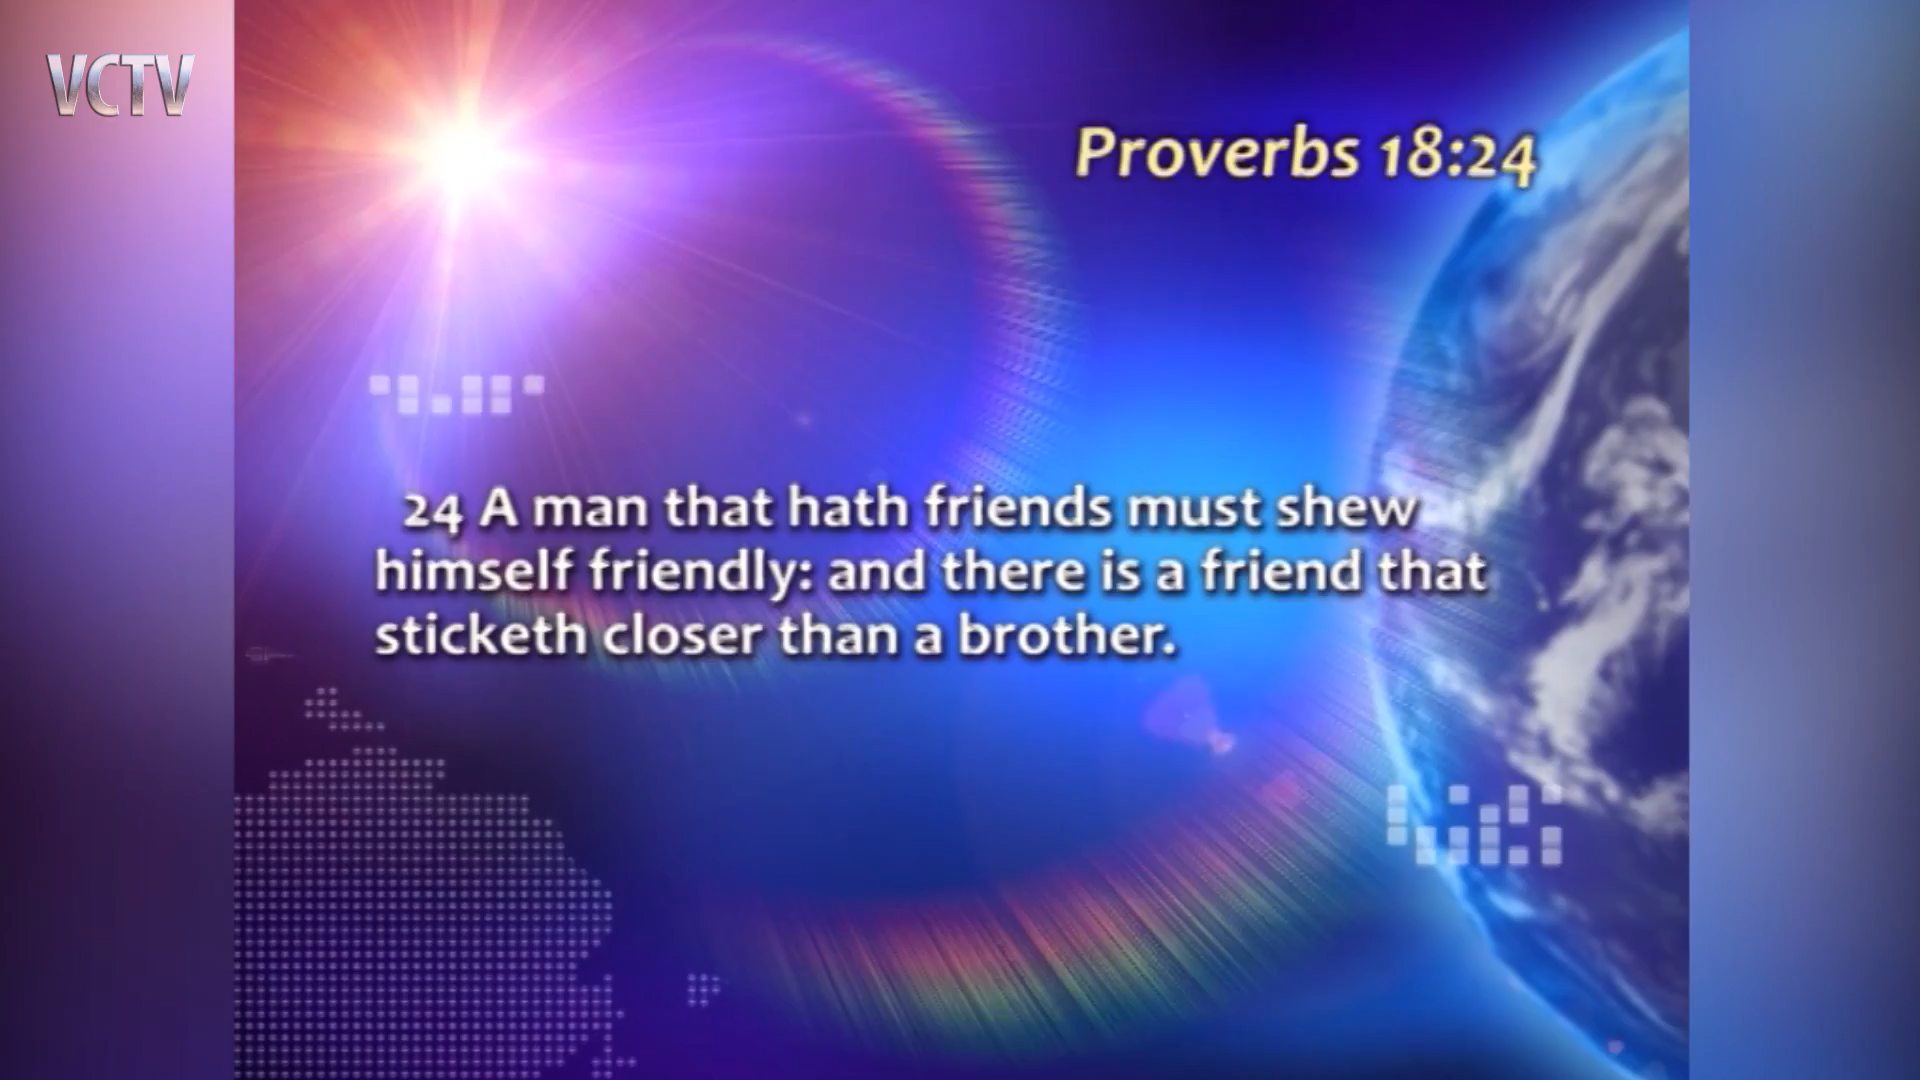 VCTV
Proverbs 18:24
24 A man that hath friends must shew
himself friendly: and there is a friend that
sticketh closer than a brother.